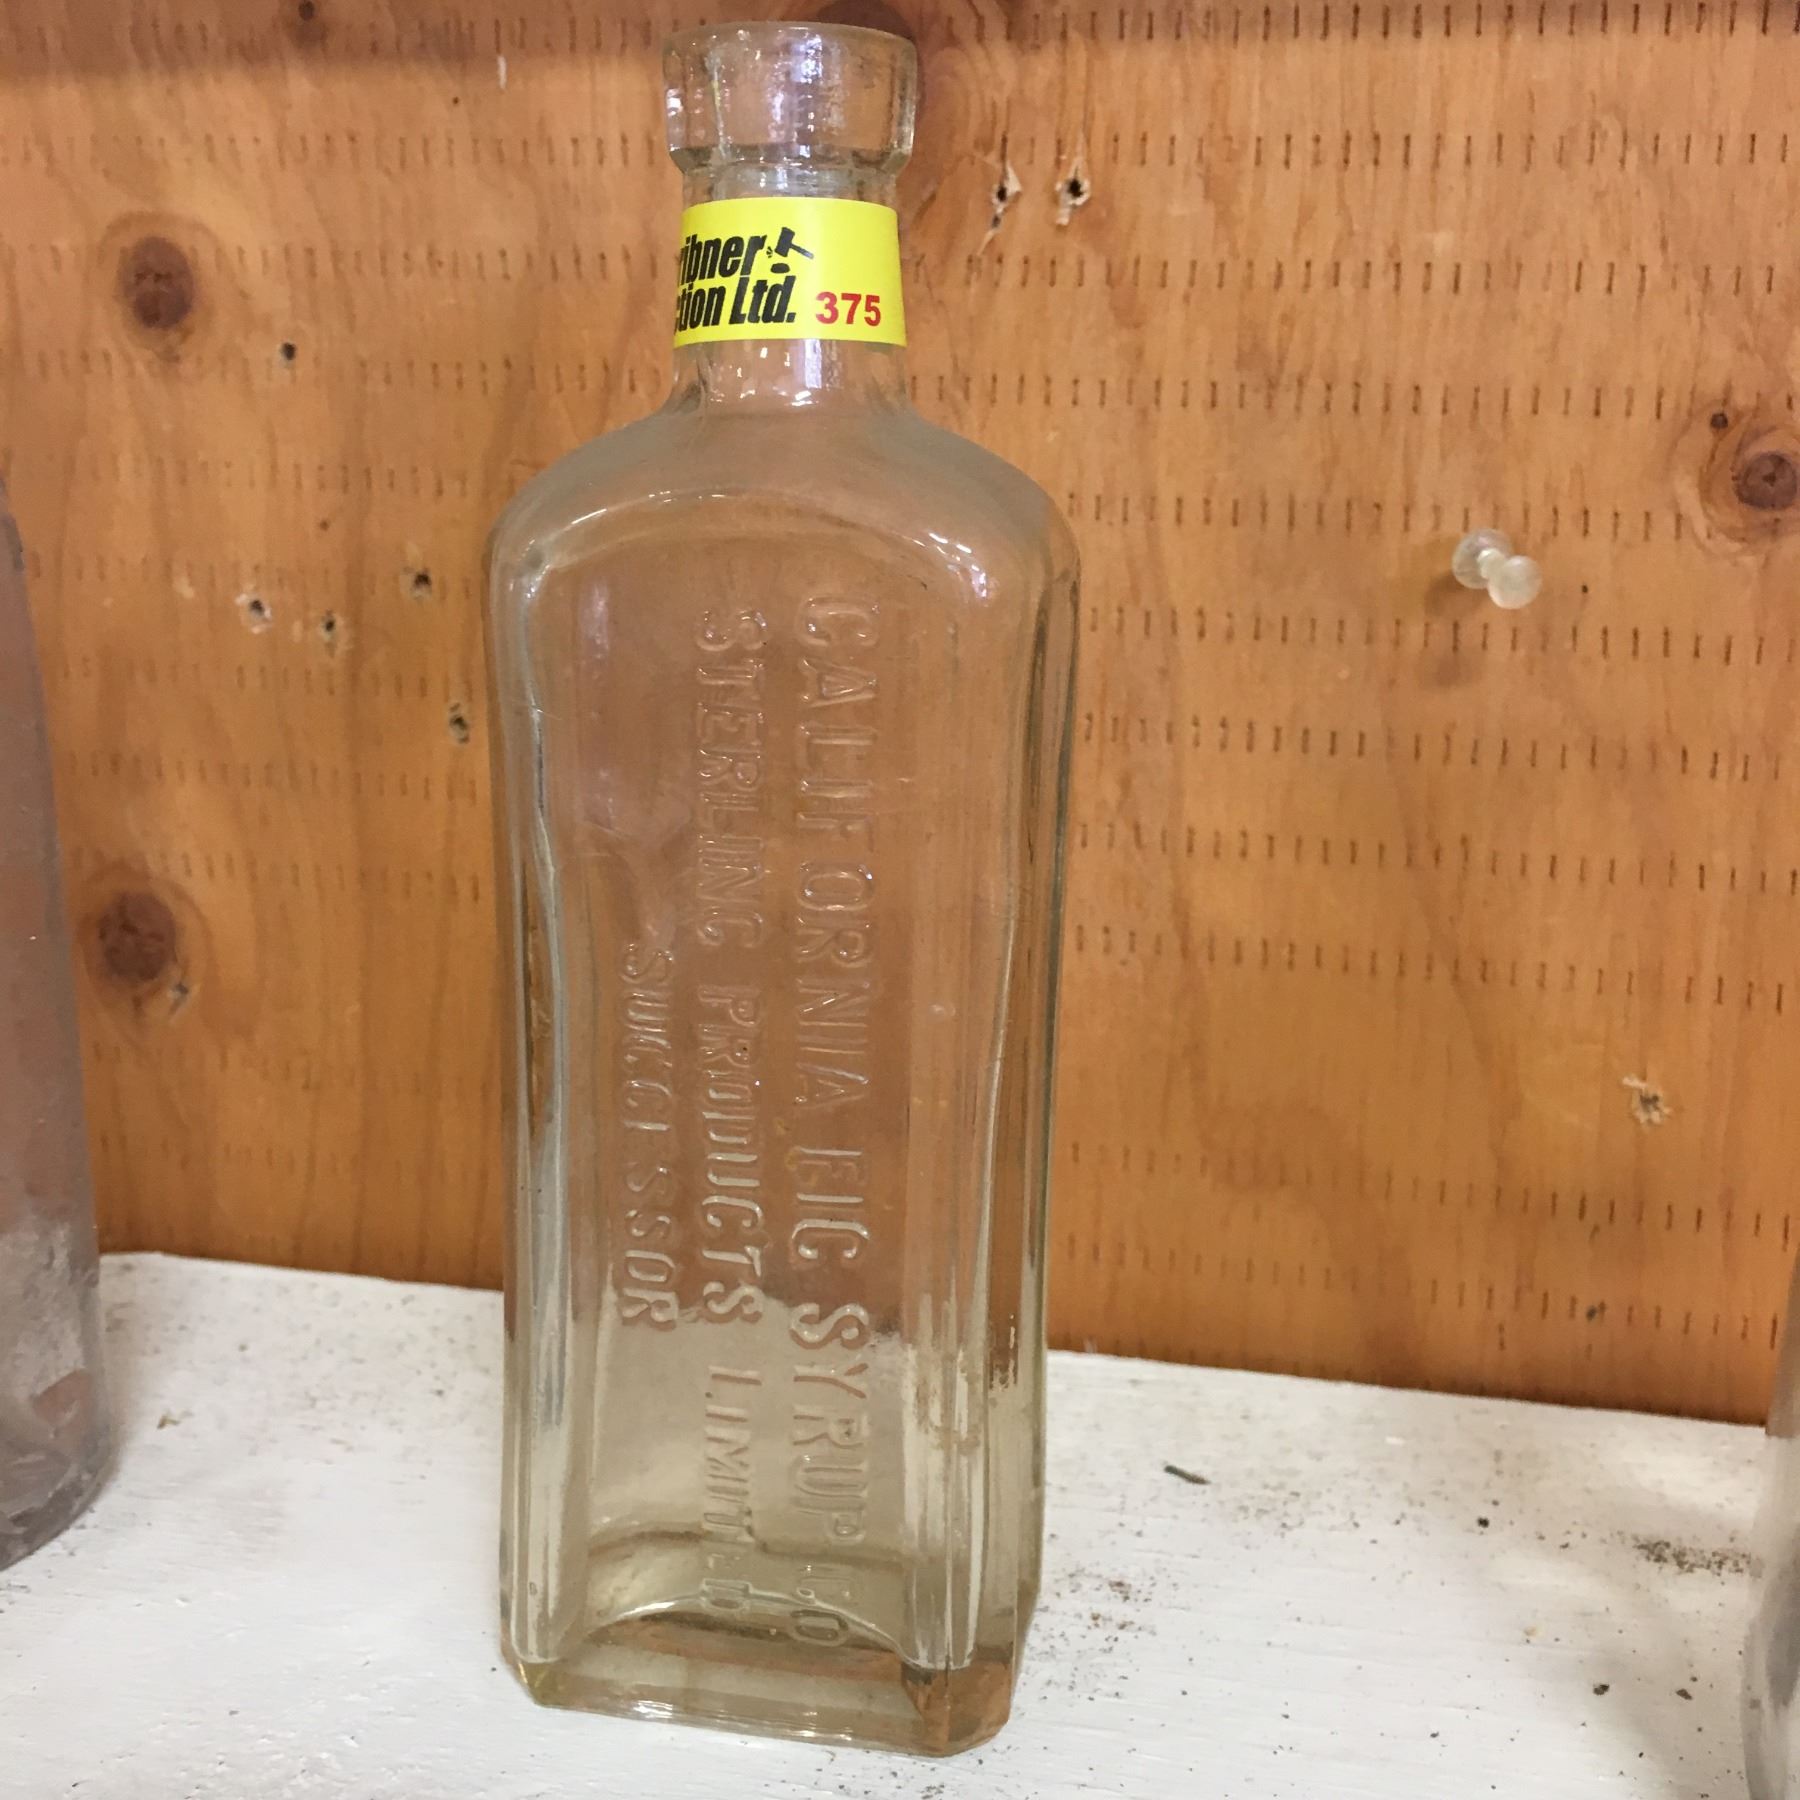 ribner
ction Ltd. 375
CALIFORNIA FIG SYRUP CO
STERLING PRODUCTS LIMITED
SUCCESSOR